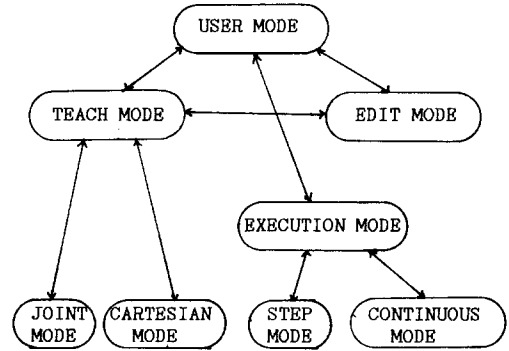 USER MODE
TEACH MODE
EDIT MODE
EXECUTION MODE
JOINT
MODE
CARTESIAN
MODE
STEP
MODE
CONTINUOUS
MODE